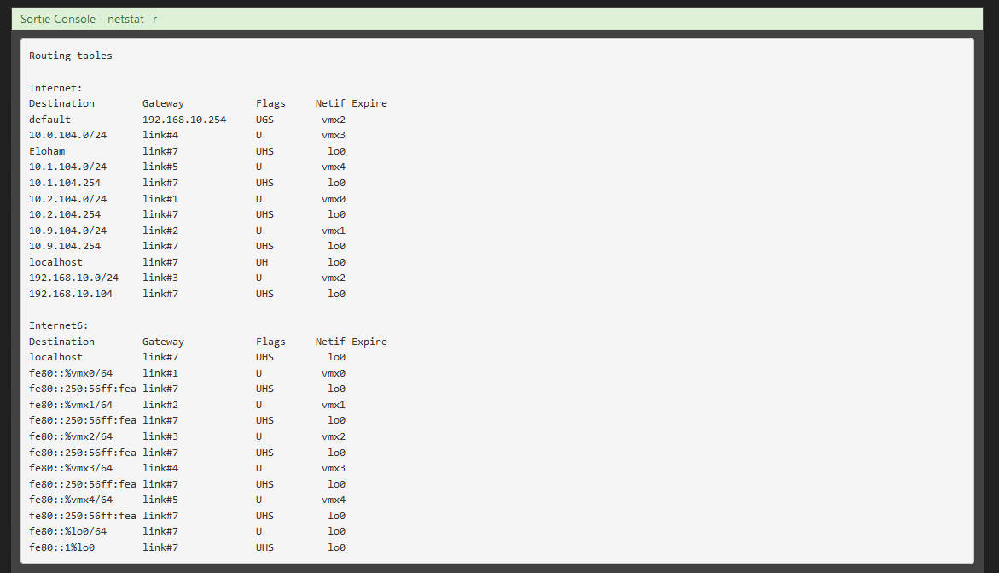 Sortie Console - netstat -r
Routing tables
Internet:
Destination Gateway Flags Netif Expire
default 192.168.10.254 UGS vmx2
10.0.104.0/24 link#4 U vmx3
Eloham link#7 UHS lo0
10.1.104.0/24 link#5 U vmx4
10.1.104.254 link#7 UHS lo0
10.2.104.0/24 link#1 U vmx0
10.2.104.254 link#7 UHS lo0
10.9.104.0/24 link#2 U vmx1
10.9.104.254 link#7 UHS lo0
localhost link#7 UH lo0
192.168.10.0/24 link#3 U vmx2
192.168.10.104 link#7 UHS lo0
Internet6:
Destination Gateway Flags Netif Expire
localhost link#7 UHS lo0
fe80::%vmx0/64 link#1 U vmx0
fe80::250:56ff:fea link#7 UHS lo0
fe80::%vmx1/64 link#2 U vmx1
fe80::250:56ff:fea link#7 UHS lo0
fe80::%vmx2/64 link#3 U vmx2
fe80::250:56ff:fea link#7 UHS lo0
fe80::%vmx3/64 link#4 U vmx3
fe80::250:56ff:fea link#7 UHS lo0
fe80::%vmx4/64 link#5 U vmx4
fe80::250:56ff:fea link#7 UHS lo0
fe80::%lo0/64 link#7 U lo0
fe80::1%lo0 link#7 UHS lo0